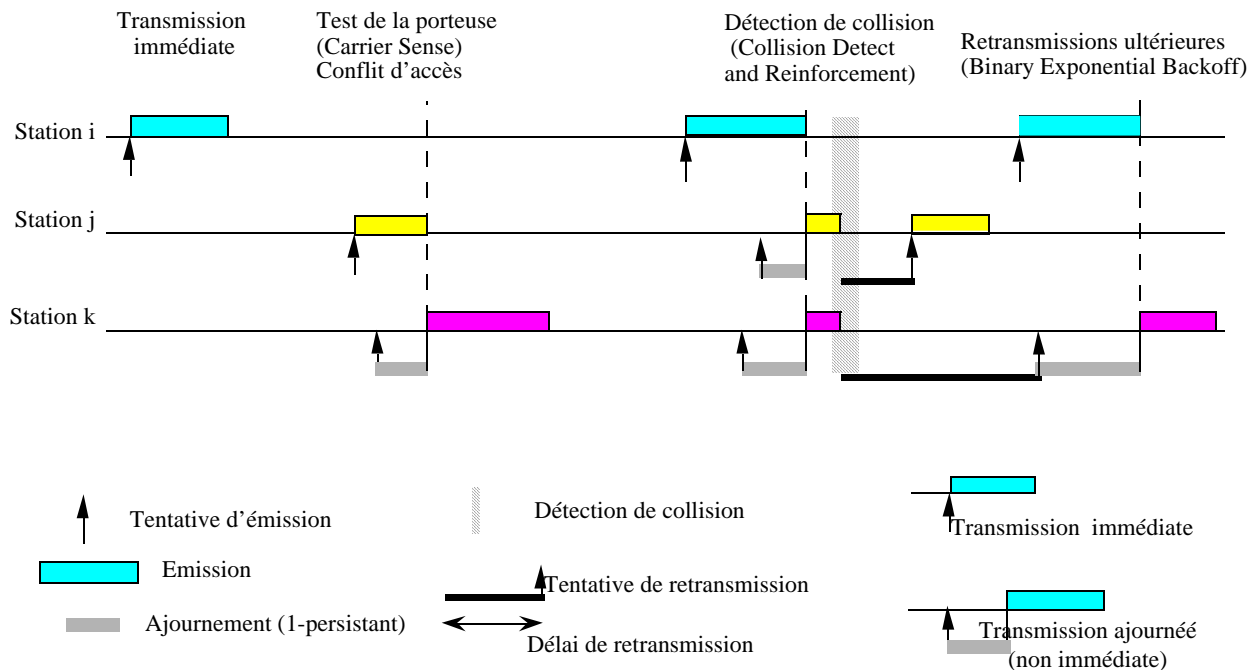 Transmission
immédiate
Test de la porteuse
(Carrier Sense)
Conflit d'accès
Détection de collision
(Collision Detect
and Reinforcement)
Retransmissions ultérieures
(Binary Exponential Backoff)
Station i
Station j
Station k
Tentative d'émission
Emission
Ajournement (1-persistant)
Détection de collision
Tentative de retransmission
Délai de retransmission
Transmission immédiate
Transmission ajournéé
(non immédiate)